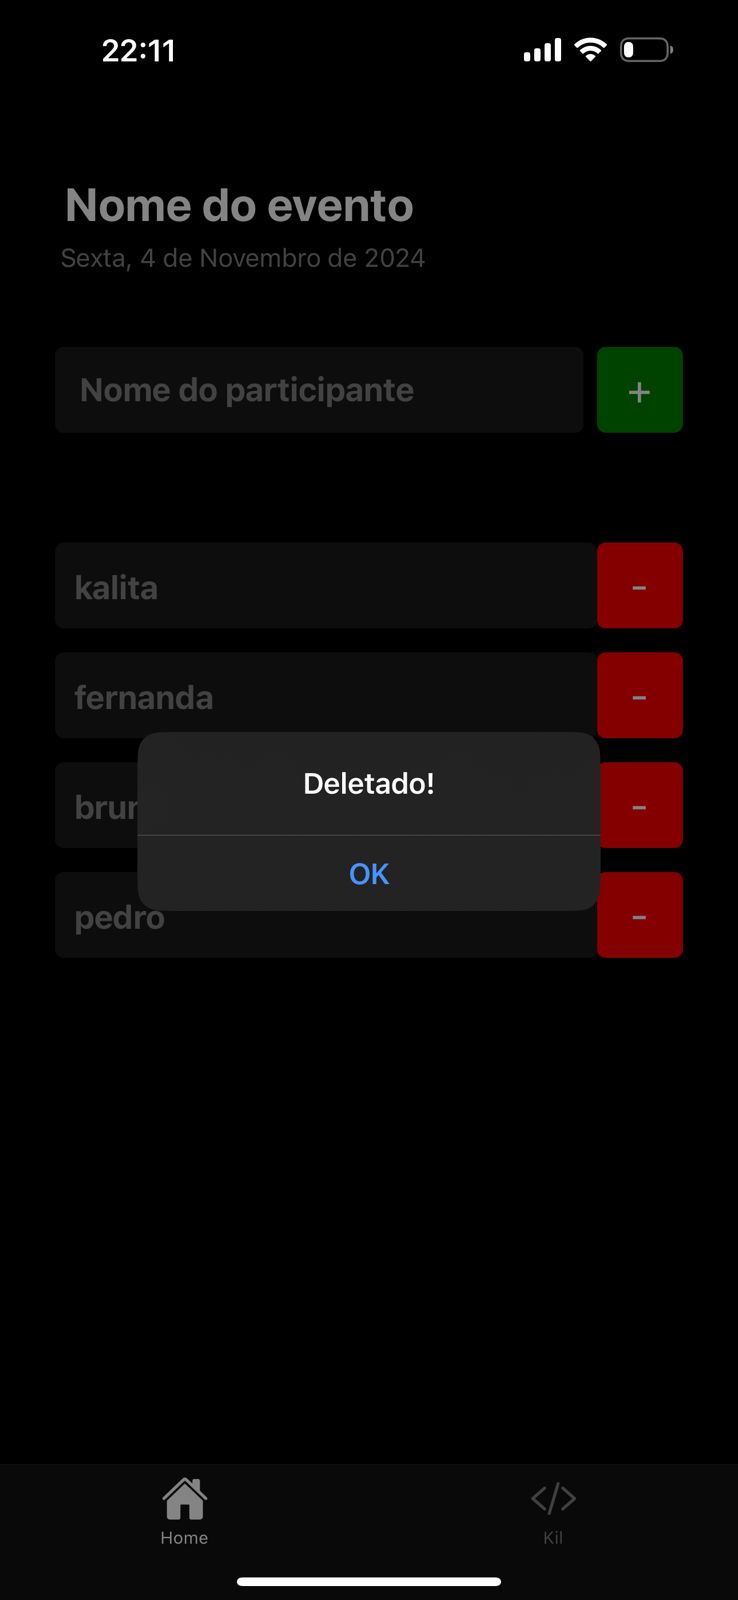 22:11
Nome do evento
Sexta, 4 de Novembro de 2024
Nome do participante
+
kalita
-
fernanda
-
-
Deletado!
OK
pedro
-
Home
Kil